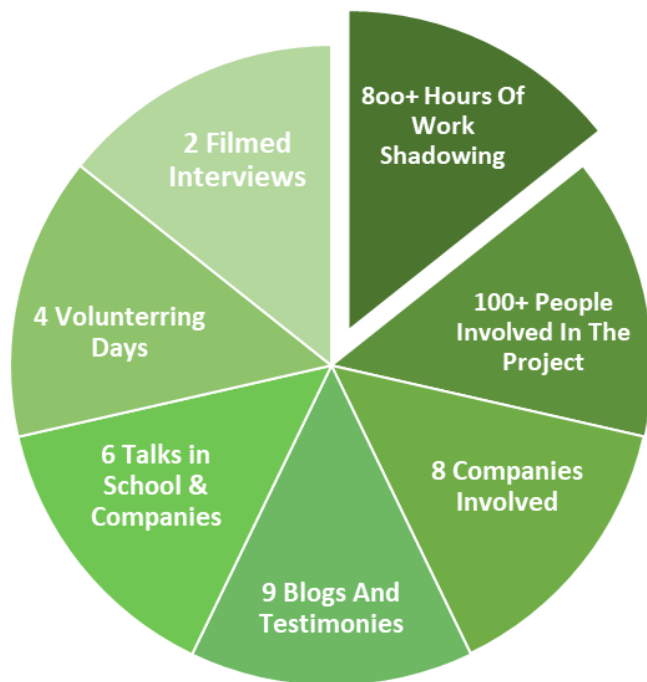 8oo+ Hours Of
Work
Shadowing
100+ People
Involved In The
Project
8 Companies
Involved
9 Blogs And
Testimonies
6 Talks in
School &
Companies
4 Volunterring
Days
2 Filmed
Interviews